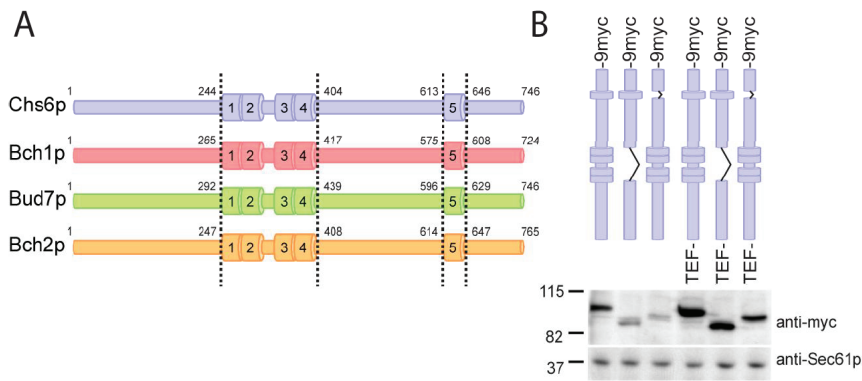 A
Chs6p 1 244 1 2 3 4 404 613 5 646 746
Bch1p 1 265 1 2 3 4 417 575 5 608 724
Bud7p 1 292 1 2 3 4 439 596 5 629 746
Bch2p 1 247 1 2 3 4 408 614 5 647 765
B
-9myc -9myc -9myc -9myc -9myc -9myc
TEF- TEF- TEF-
115
82
anti-myc
37
anti-Sec61p